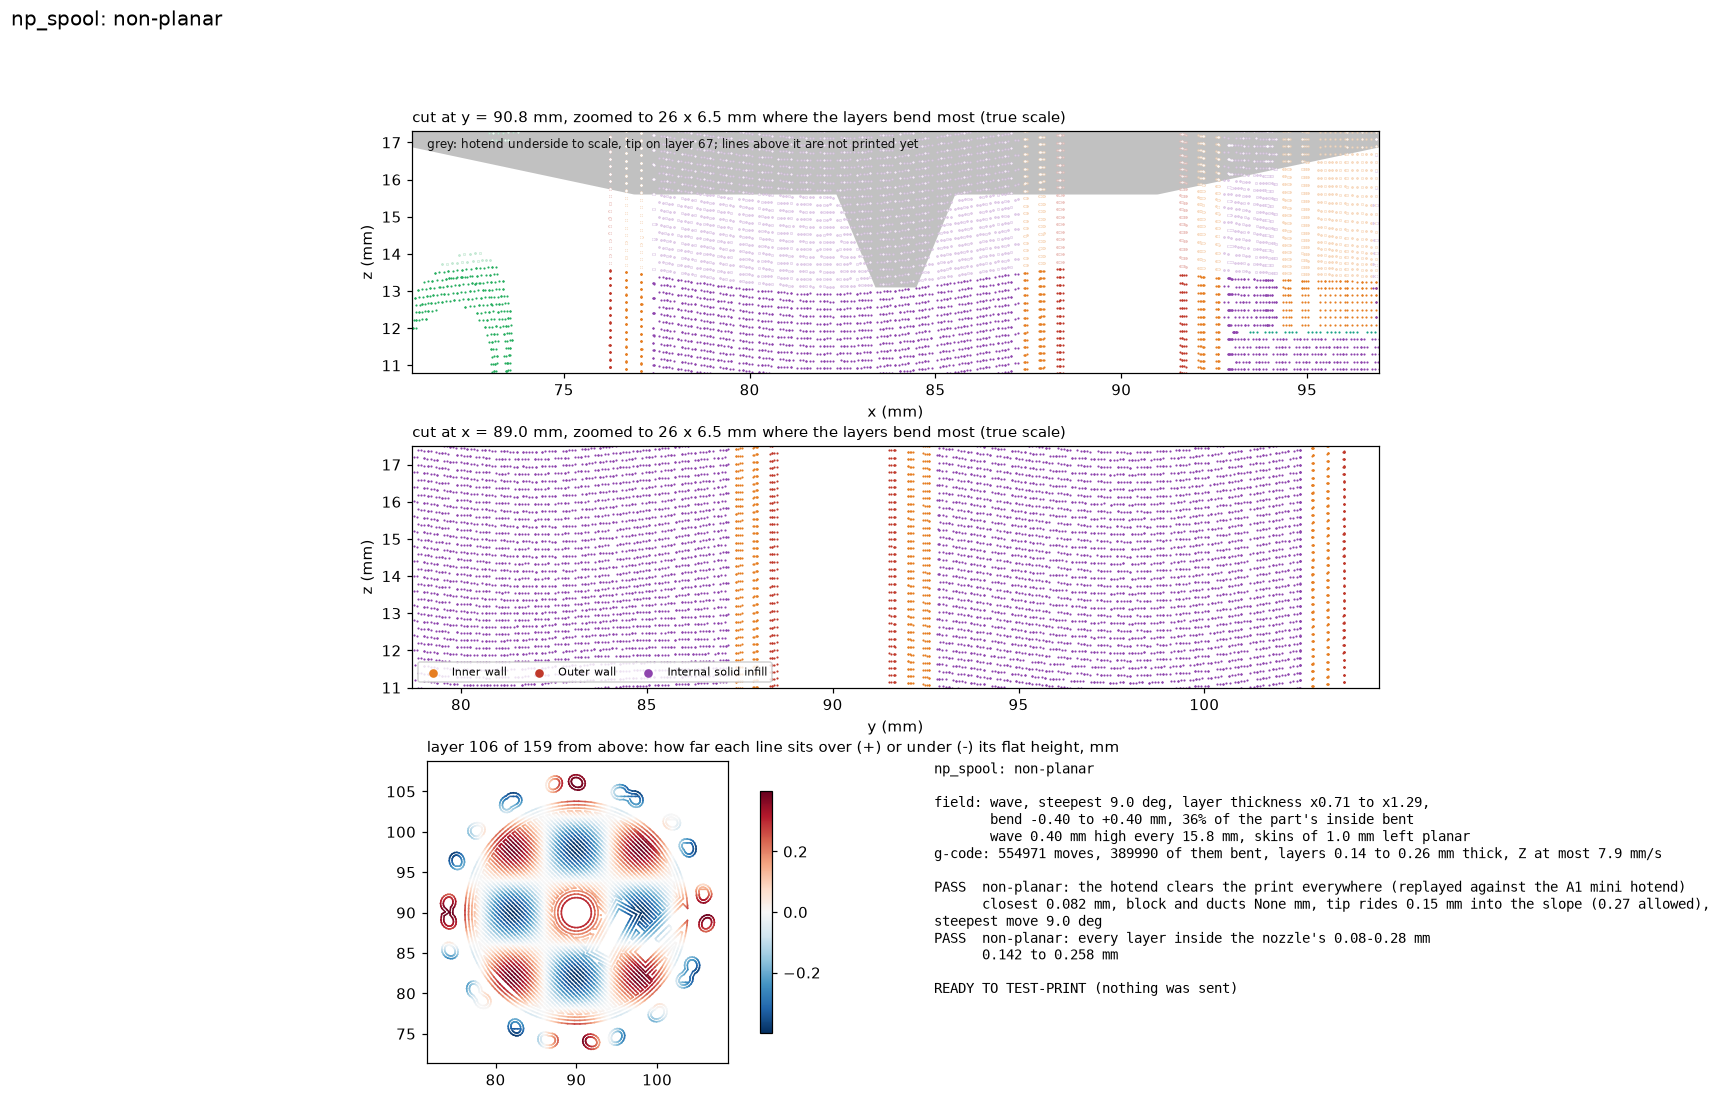 np_spool: non-planar
cut at y = 90.8 mm, zoomed to 26 x 6.5 mm where the layers bend most (true scale)
grey: hotend underside to scale, tip on layer 67; lines above it are not printed yet
17
16
15
14
13
12
11
z (mm)
75
80
85
90
95
x (mm)
cut at x = 89.0 mm, zoomed to 26 x 6.5 mm where the layers bend most (true scale)
17
16
15
14
13
12
11
z (mm)
Inner wall
Outer wall
Internal solid infill
80
85
90
95
100
y (mm)
layer 106 of 159 from above: how far each line sits over (+) or under (-) its flat height, mm
105
100
95
90
85
80
75
80
90
100
0.2
0.0
−0.2
np_spool: non-planar
field: wave, steepest 9.0 deg, layer thickness x0.71 to x1.29,
bend -0.40 to +0.40 mm, 36% of the part's inside bent
wave 0.40 mm high every 15.8 mm, skins of 1.0 mm left planar
g-code: 554971 moves, 389990 of them bent, layers 0.14 to 0.26 mm thick, Z at most 7.9 mm/s
PASS  non-planar: the hotend clears the print everywhere (replayed against the A1 mini hotend)
closest 0.082 mm, block and ducts None mm, tip rides 0.15 mm into the slope (0.27 allowed),
steepest move 9.0 deg
PASS  non-planar: every layer inside the nozzle's 0.08-0.28 mm
0.142 to 0.258 mm
READY TO TEST-PRINT (nothing was sent)